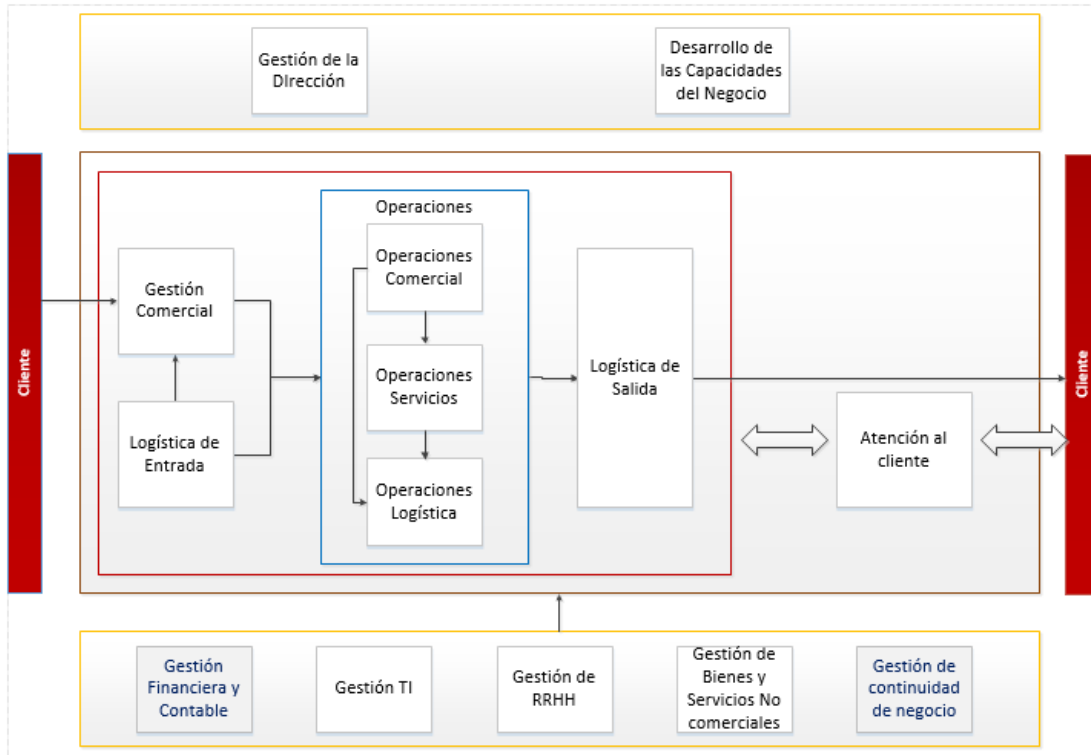 Gestión de la
DIrección
Desarrollo de
las Capacidades
del Negocio
Cliente
Operaciones
Operaciones
Comercial
Gestión
Comercial
Operaciones
Servicios
Logística de
Salida
Logística de
Entrada
Operaciones
Logística
Atención al
cliente
Cliente
Gestión
Financiera y
Contable
Gestión TI
Gestión de
RRHH
Gestión de
Bienes y
Servicios No
comerciales
Gestión de
continuidad
de negocio